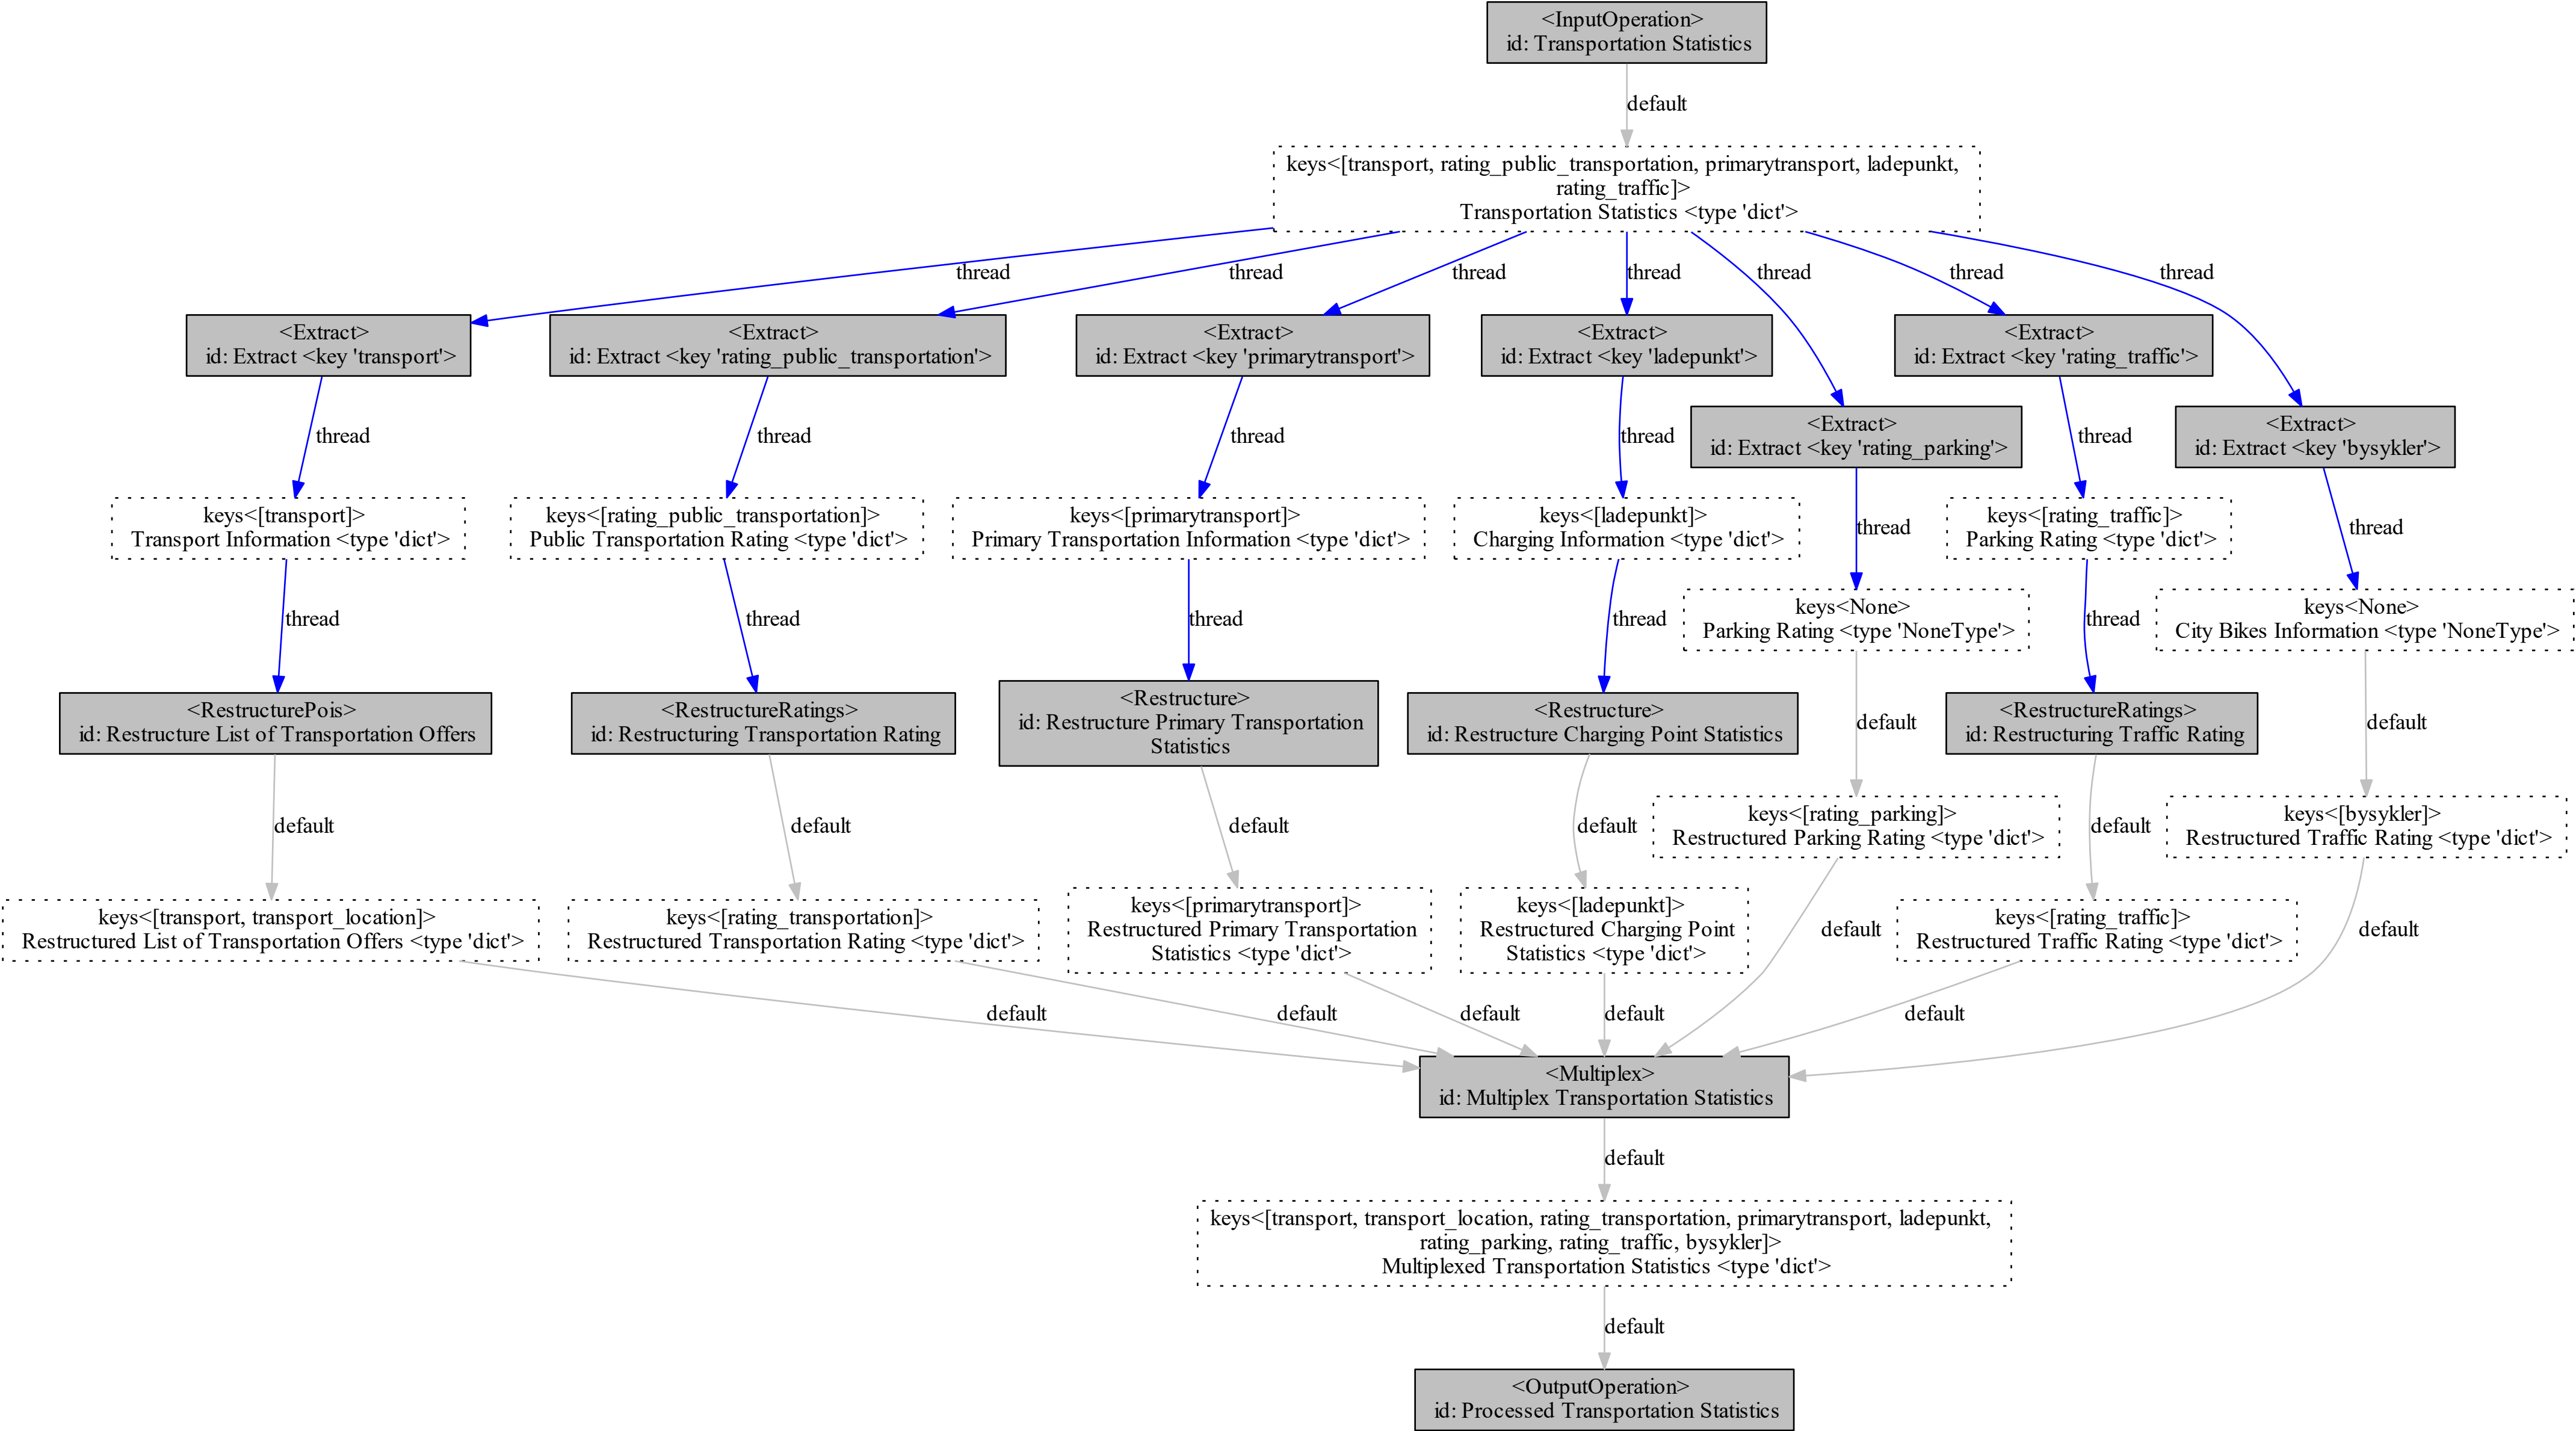 <InputOperation>
id: Transportation Statistics
default
keys<[transport, rating_public_transportation, primarytransport, ladepunkt,
rating_traffic]>
Transportation Statistics <type 'dict'>
thread
thread
thread
thread
thread
thread
thread
<Extract>
id: Extract <key 'transport'>
<Extract>
id: Extract <key 'rating_public_transportation'>
<Extract>
id: Extract <key 'primarytransport'>
<Extract>
id: Extract <key 'ladepunkt'>
<Extract>
id: Extract <key 'rating_traffic'>
<Extract>
id: Extract <key 'rating_parking'>
<Extract>
id: Extract <key 'bysykler'>
thread
thread
thread
thread
thread
keys<[transport]>
Transport Information <type 'dict'>
keys<[rating_public_transportation]>
Public Transportation Rating <type 'dict'>
keys<[primarytransport]>
Primary Transportation Information <type 'dict'>
keys<[ladepunkt]>
Charging Information <type 'dict'>
thread
keys<[rating_traffic]>
Parking Rating <type 'dict'>
thread
thread
thread
thread
thread
keys<None>
Parking Rating <type 'NoneType'>
thread
keys<None>
City Bikes Information <type 'NoneType'>
<RestructurePois>
id: Restructure List of Transportation Offers
<RestructureRatings>
id: Restructuring Transportation Rating
<Restructure>
id: Restructure Primary Transportation
Statistics
<Restructure>
id: Restructure Charging Point Statistics
default
<RestructureRatings>
id: Restructuring Traffic Rating
default
default
default
default
default
keys<[rating_parking]>
Restructured Parking Rating <type 'dict'>
default
keys<[bysykler]>
Restructured Traffic Rating <type 'dict'>
keys<[transport, transport_location]>
Restructured List of Transportation Offers <type 'dict'>
keys<[rating_transportation]>
Restructured Transportation Rating <type 'dict'>
keys<[primarytransport]>
Restructured Primary Transportation
Statistics <type 'dict'>
keys<[ladepunkt]>
Restructured Charging Point
Statistics <type 'dict'>
default
keys<[rating_traffic]>
Restructured Traffic Rating <type 'dict'>
default
default
default
default
default
default
<Multiplex>
id: Multiplex Transportation Statistics
default
keys<[transport, transport_location, rating_transportation, primarytransport, ladepunkt,
rating_parking, rating_traffic, bysykler]>
Multiplexed Transportation Statistics <type 'dict'>
default
<OutputOperation>
id: Processed Transportation Statistics